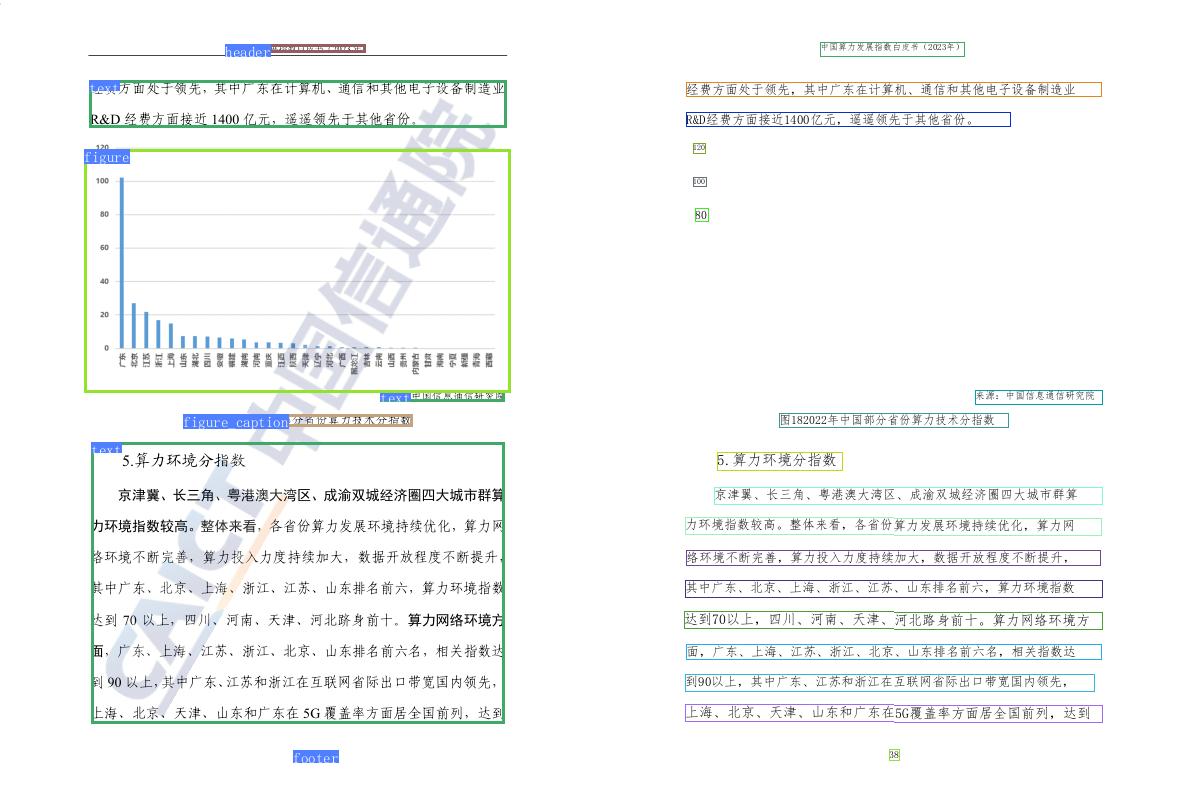 header
中国算力发展指数白皮书（2023年）
text
经费方面处于领先，其中广东在计算机、通信和其他电子设备制造业
R&D 经费方面接近 1400 亿元，遥遥领先于其他省份。
figure
120
100
80
60
40
20
0
广东 北京 江苏 浙江 上海 山东 湖北 四川 安徽 福建 湖南 河南 重庆 江西 陕西 天津 辽宁 河北 广西 黑龙江 吉林 云南 山西 贵州 内蒙古 甘肃 海南 宁夏 新疆 西藏
text
中国信息通信研究院
figure caption
分省份算力技术分指数
text
5.算力环境分指数
京津冀、长三角、粤港澳大湾区、成渝双城经济圈四大城市群算
力环境指数较高。整体来看，各省份算力发展环境持续优化，算力网
络环境不断完善，算力投入力度持续加大，数据开放程度不断提升，
其中广东、北京、上海、浙江、江苏、山东排名前六，算力环境指数
达到 70 以上，四川、河南、天津、河北跻身前十。算力网络环境方
面，广东、上海、江苏、浙江、北京、山东排名前六名，相关指数达
到 90 以上，其中广东、江苏和浙江在互联网省际出口带宽国内领先，
上海、北京、天津、山东和广东在 5G 覆盖率方面居全国前列，达到
footer
CAICT 中国信通院
中国算力发展指数白皮书（2023年）
经费方面处于领先，其中广东在计算机、通信和其他电子设备制造业
R&D经费方面接近1400亿元，遥遥领先于其他省份。
120
100
80
来源：中国信息通信研究院
图182022年中国部分省份算力技术分指数
5.算力环境分指数
京津冀、长三角、粤港澳大湾区、成渝双城经济圈四大城市群算
力环境指数较高。整体来看，各省份算力发展环境持续优化，算力网
络环境不断完善，算力投入力度持续加大，数据开放程度不断提升，
其中广东、北京、上海、浙江、江苏、山东排名前六，算力环境指数
达到70以上，四川、河南、天津、河北跻身前十。算力网络环境方
面，广东、上海、江苏、浙江、北京、山东排名前六名，相关指数达
到90以上，其中广东、江苏和浙江在互联网省际出口带宽国内领先，
上海、北京、天津、山东和广东在5G覆盖率方面居全国前列，达到
38